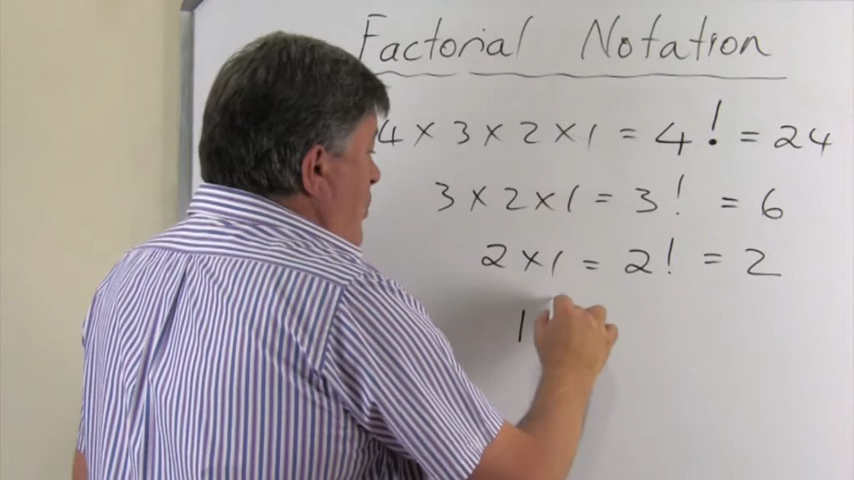 Factorial Notation
4 × 3 × 2 × 1 = 4! = 24
3 × 2 × 1 = 3! = 6
2 × 1 = 2! = 2
1